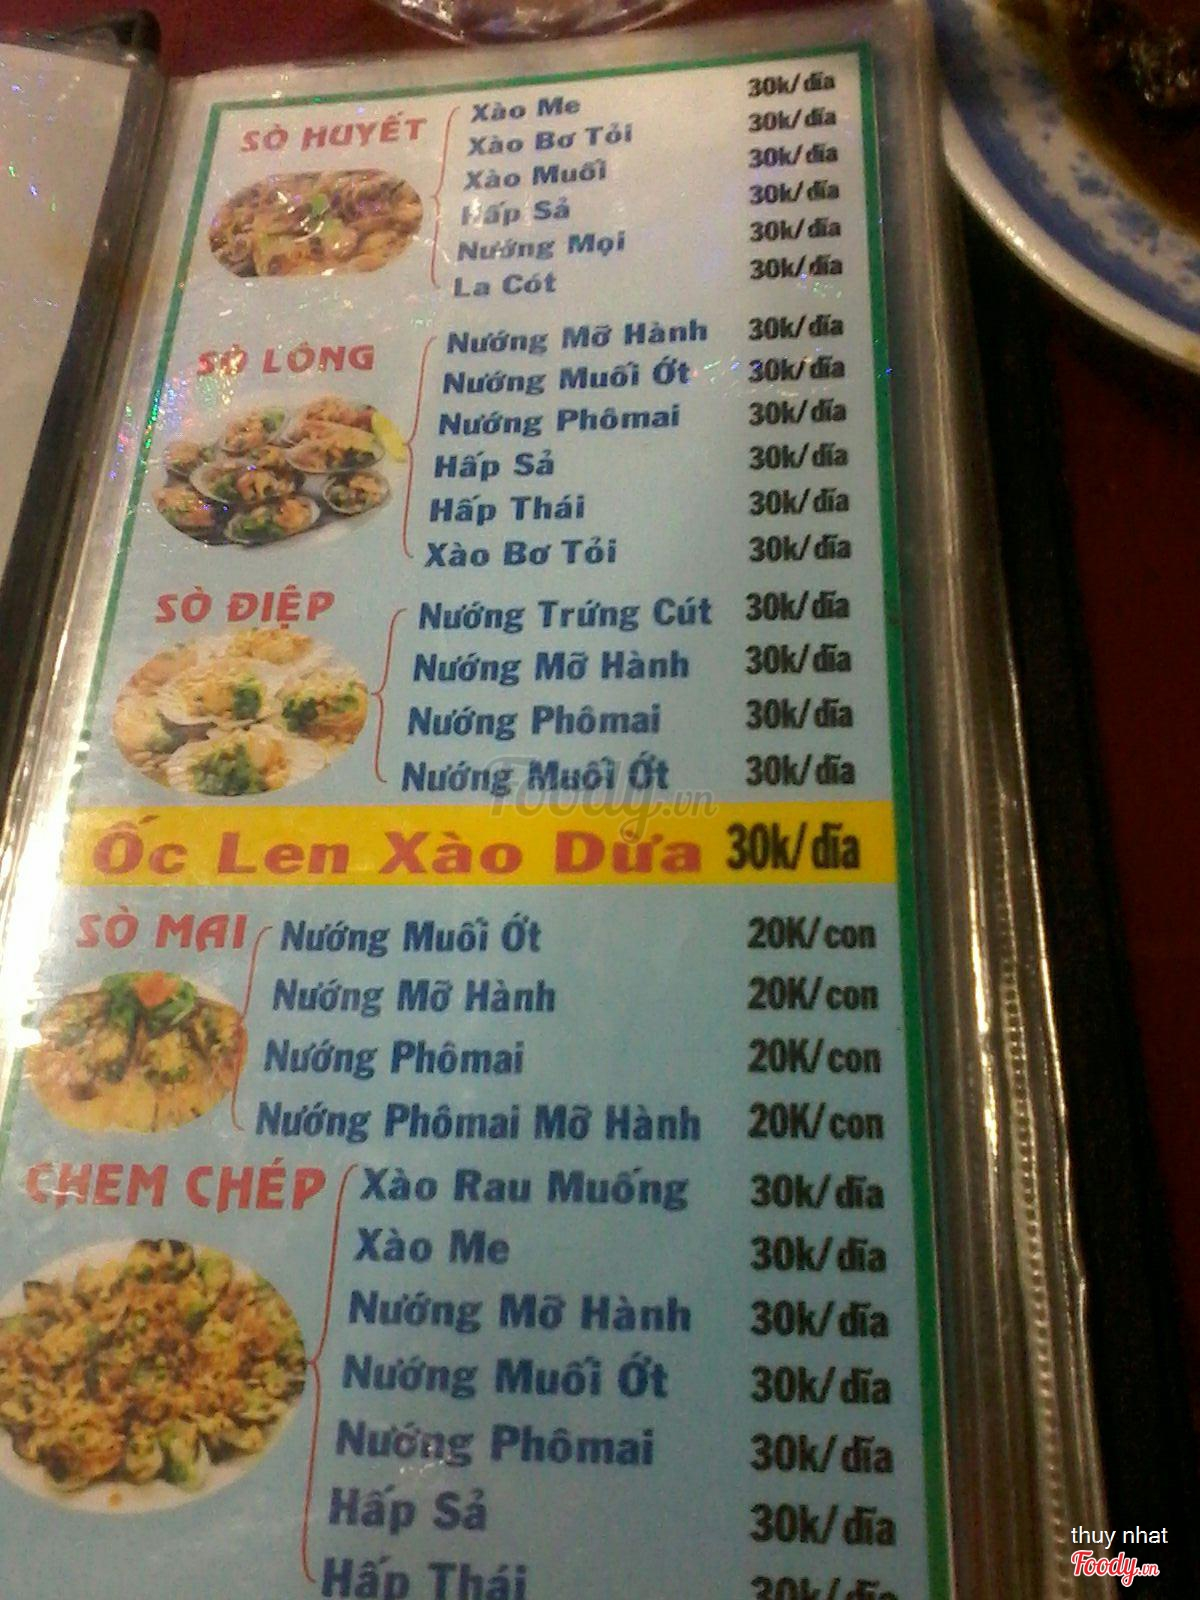 SÒ HUYẾT
Xào Me 30k/dĩa
Xào Bơ Tỏi 30k/dĩa
Xào Muối 30k/dĩa
Hấp Sả 30k/dĩa
Nướng Mọi 30k/dĩa
La Cót 30k/dĩa
SÒ LÔNG
Nướng Mỡ Hành 30k/dĩa
Nướng Muối Ớt 30k/dĩa
Nướng Phômai 30k/dĩa
Hấp Sả 30k/dĩa
Hấp Thái 30k/dĩa
Xào Bơ Tỏi 30k/dĩa
SÒ ĐIỆP
Nướng Trứng Cút 30k/dĩa
Nướng Mỡ Hành 30k/dĩa
Nướng Phômai 30k/dĩa
Nướng Muối Ớt 30k/dĩa
Foody.vn
Ốc Len Xào Dừa 30k/dĩa
SÒ MAI
Nướng Muối Ớt 20K/con
Nướng Mỡ Hành 20K/con
Nướng Phômai 20K/con
Nướng Phômai Mỡ Hành 20K/con
CHEM CHÉP
Xào Rau Muống 30k/dĩa
Xào Me 30k/dĩa
Nướng Mỡ Hành 30k/dĩa
Nướng Muối Ớt 30k/dĩa
Nướng Phômai 30k/dĩa
Hấp Sả 30k/dĩa
Hấp Thái 30k/dĩa
thuy nhat
Foody.vn